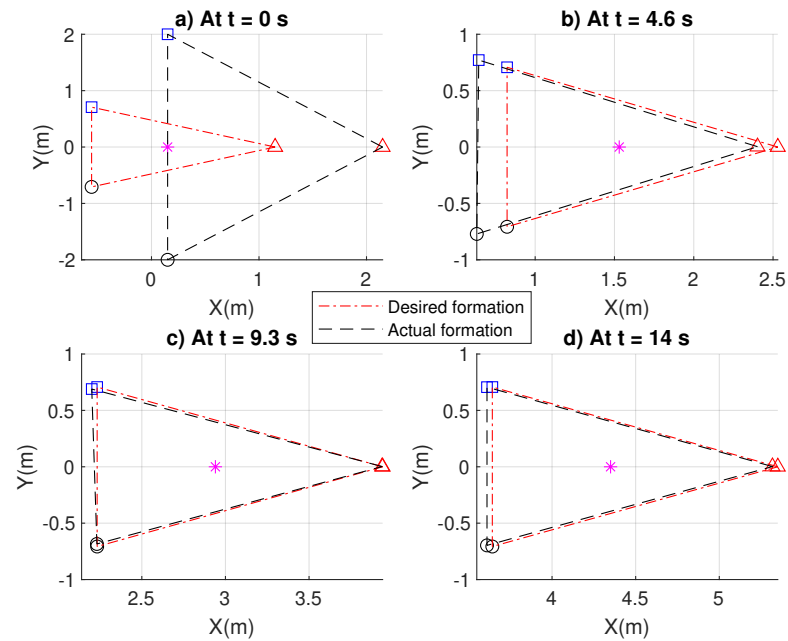 a) At t = 0 s
2
1
0
-1
-2
Y(m)
0
1
2
X(m)
b) At t = 4.6 s
1
0.5
0
-0.5
-1
Y(m)
1
1.5
2
2.5
X(m)
Desired formation
Actual formation
c) At t = 9.3 s
1
0.5
0
-0.5
-1
Y(m)
2.5
3
3.5
X(m)
d) At t = 14 s
1
0.5
0
-0.5
-1
Y(m)
4
4.5
5
X(m)